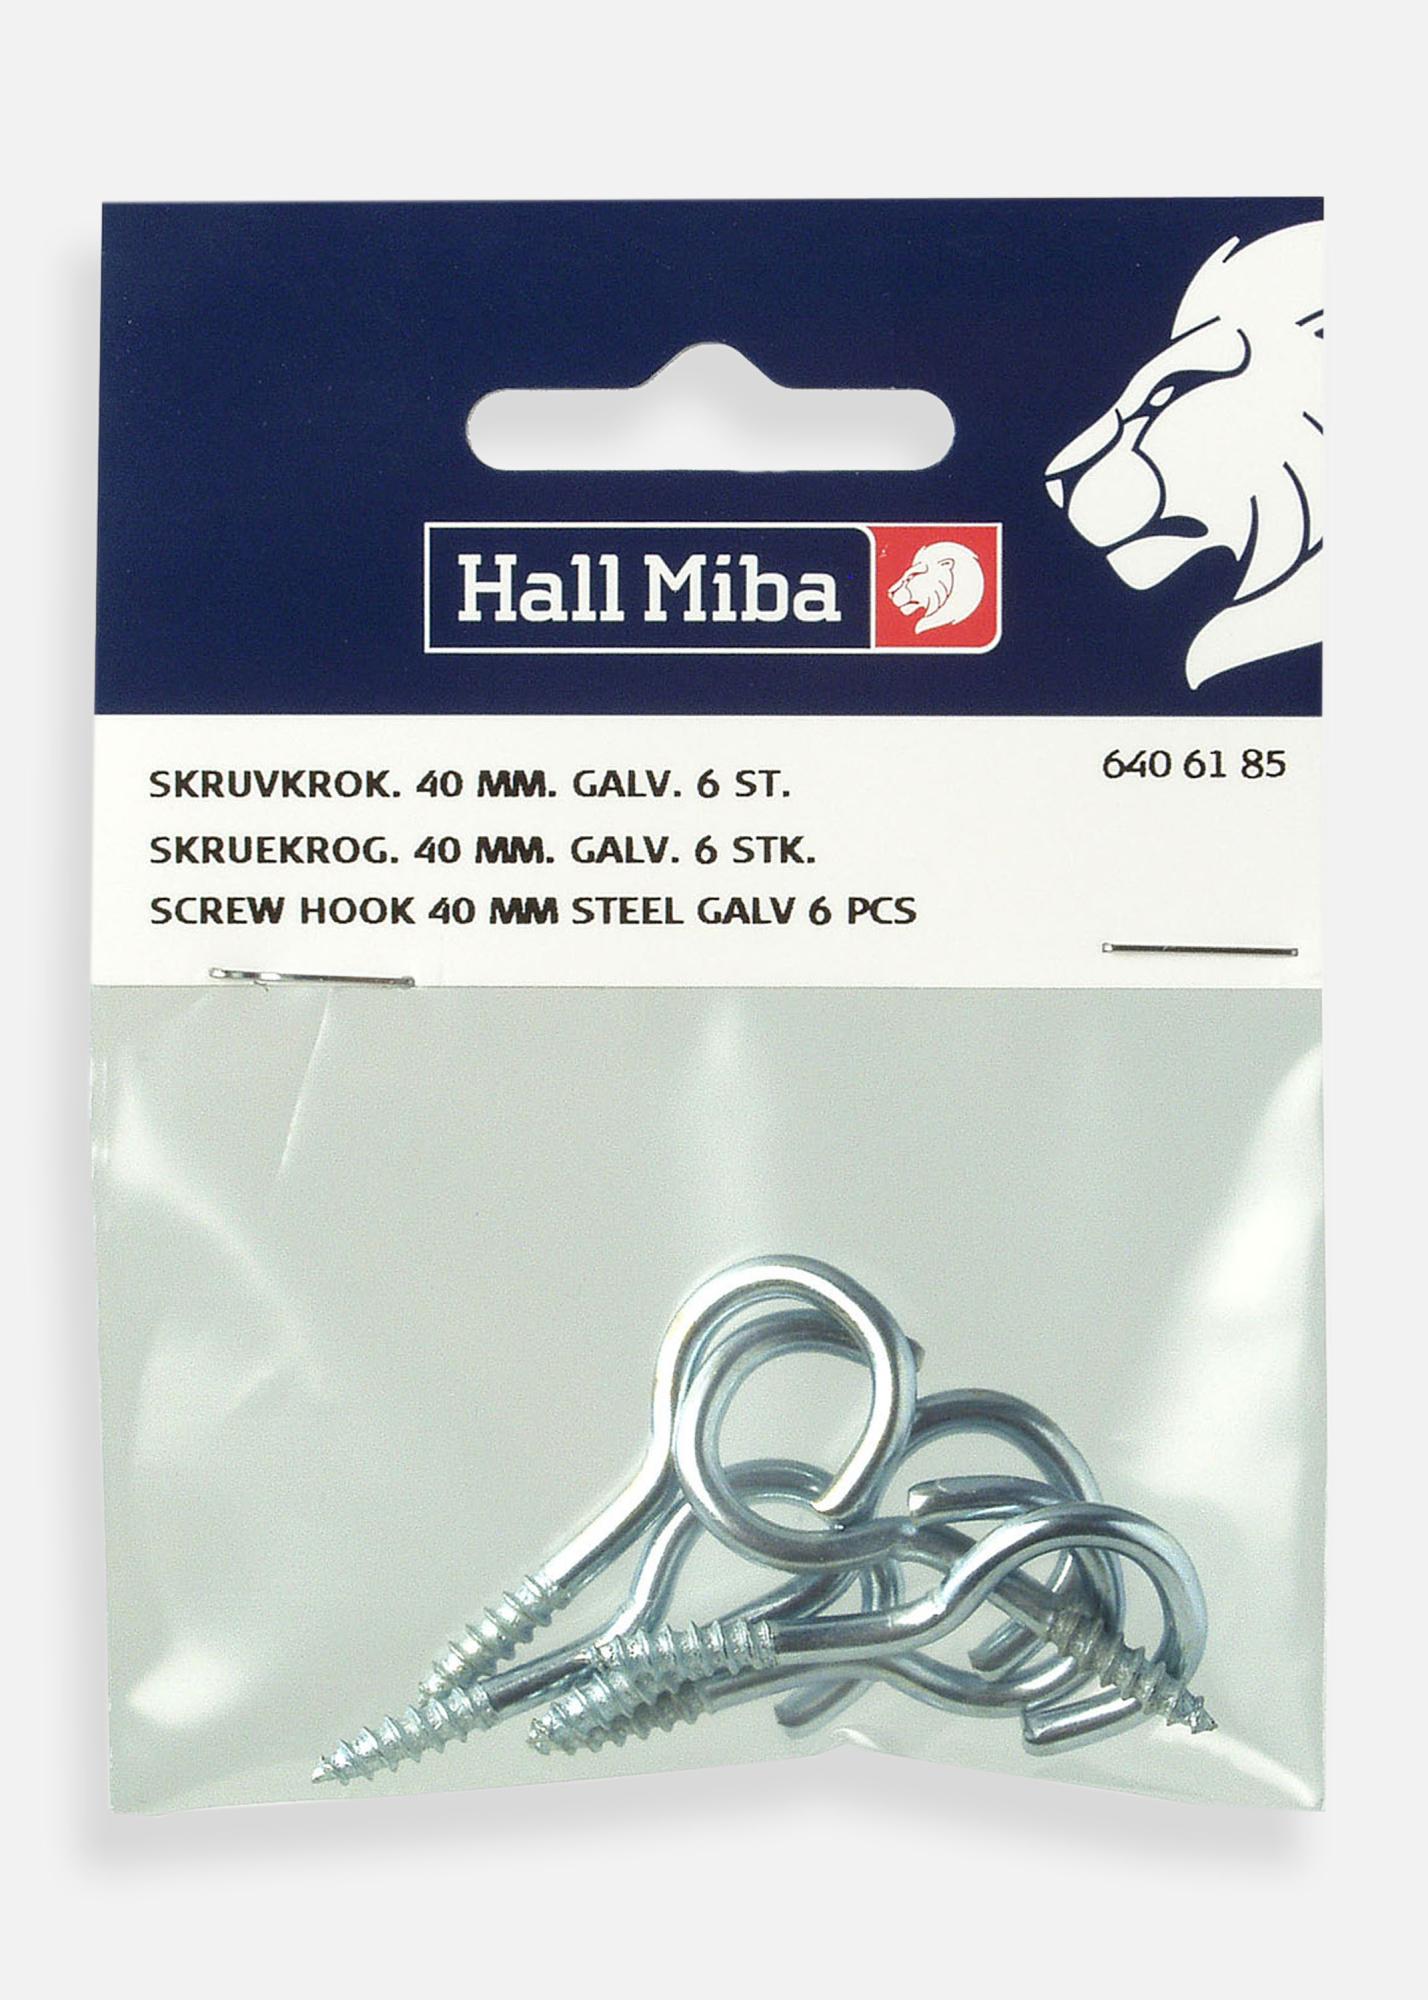 Hall Miba
640 61 85
SKRUVKROK. 40 MM. GALV. 6 ST.
SKRUEKROG. 40 MM. GALV. 6 STK.
SCREW HOOK 40 MM STEEL GALV 6 PCS